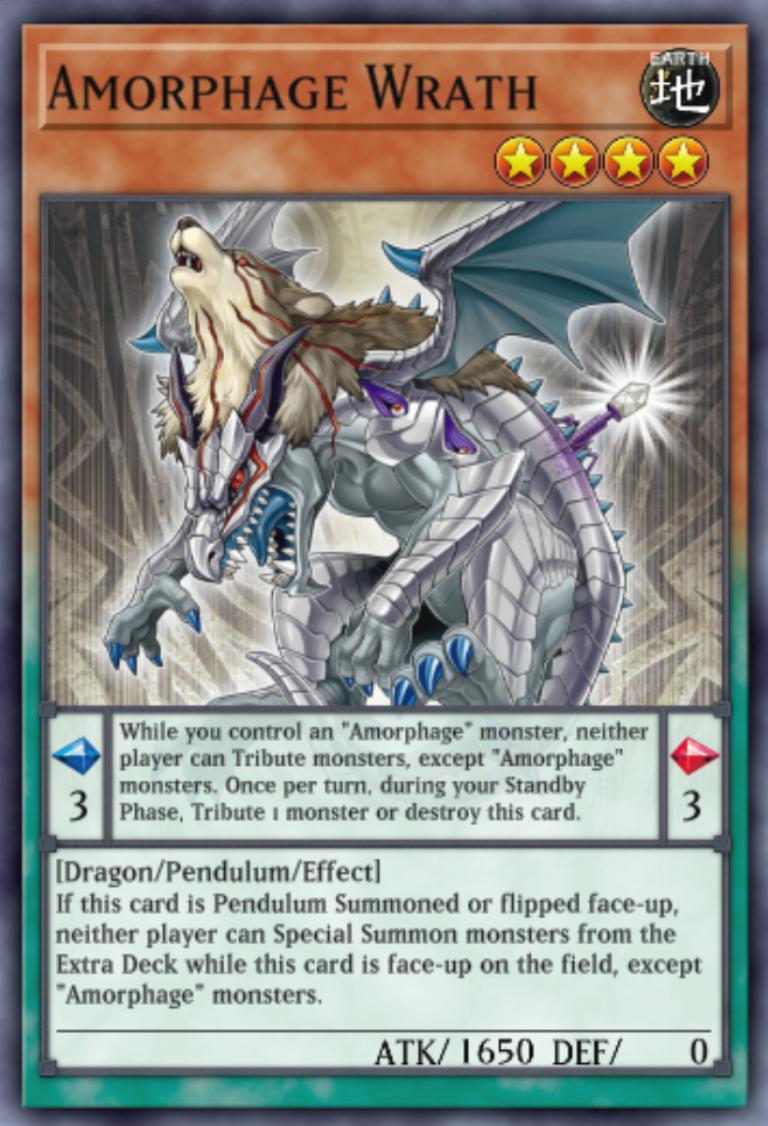 AMORPHAGE WRATH
EARTH
地
While you control an "Amorphage" monster, neither
player can Tribute monsters, except "Amorphage"
monsters. Once per turn, during your Standby
Phase, Tribute 1 monster or destroy this card.
3
3
[Dragon/Pendulum/Effect]
If this card is Pendulum Summoned or flipped face-up,
neither player can Special Summon monsters from the
Extra Deck while this card is face-up on the field, except
"Amorphage" monsters.
ATK/ 1650 DEF/ 0